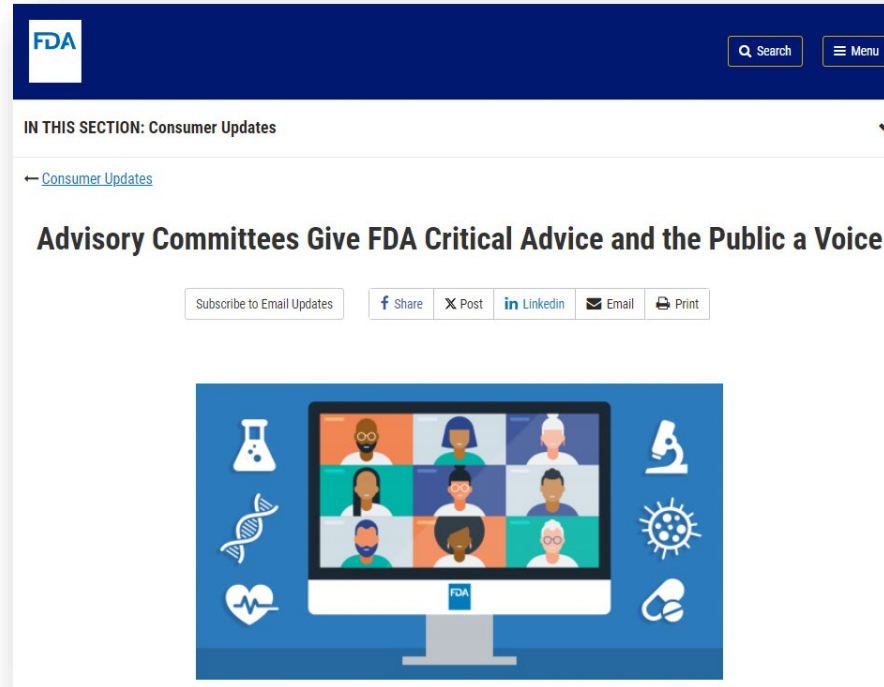 FDA
Search
Menu
IN THIS SECTION: Consumer Updates
← Consumer Updates
Advisory Committees Give FDA Critical Advice and the Public a Voice
Subscribe to Email Updates
Share
Post
in Linkedin
Email
Print
FDA